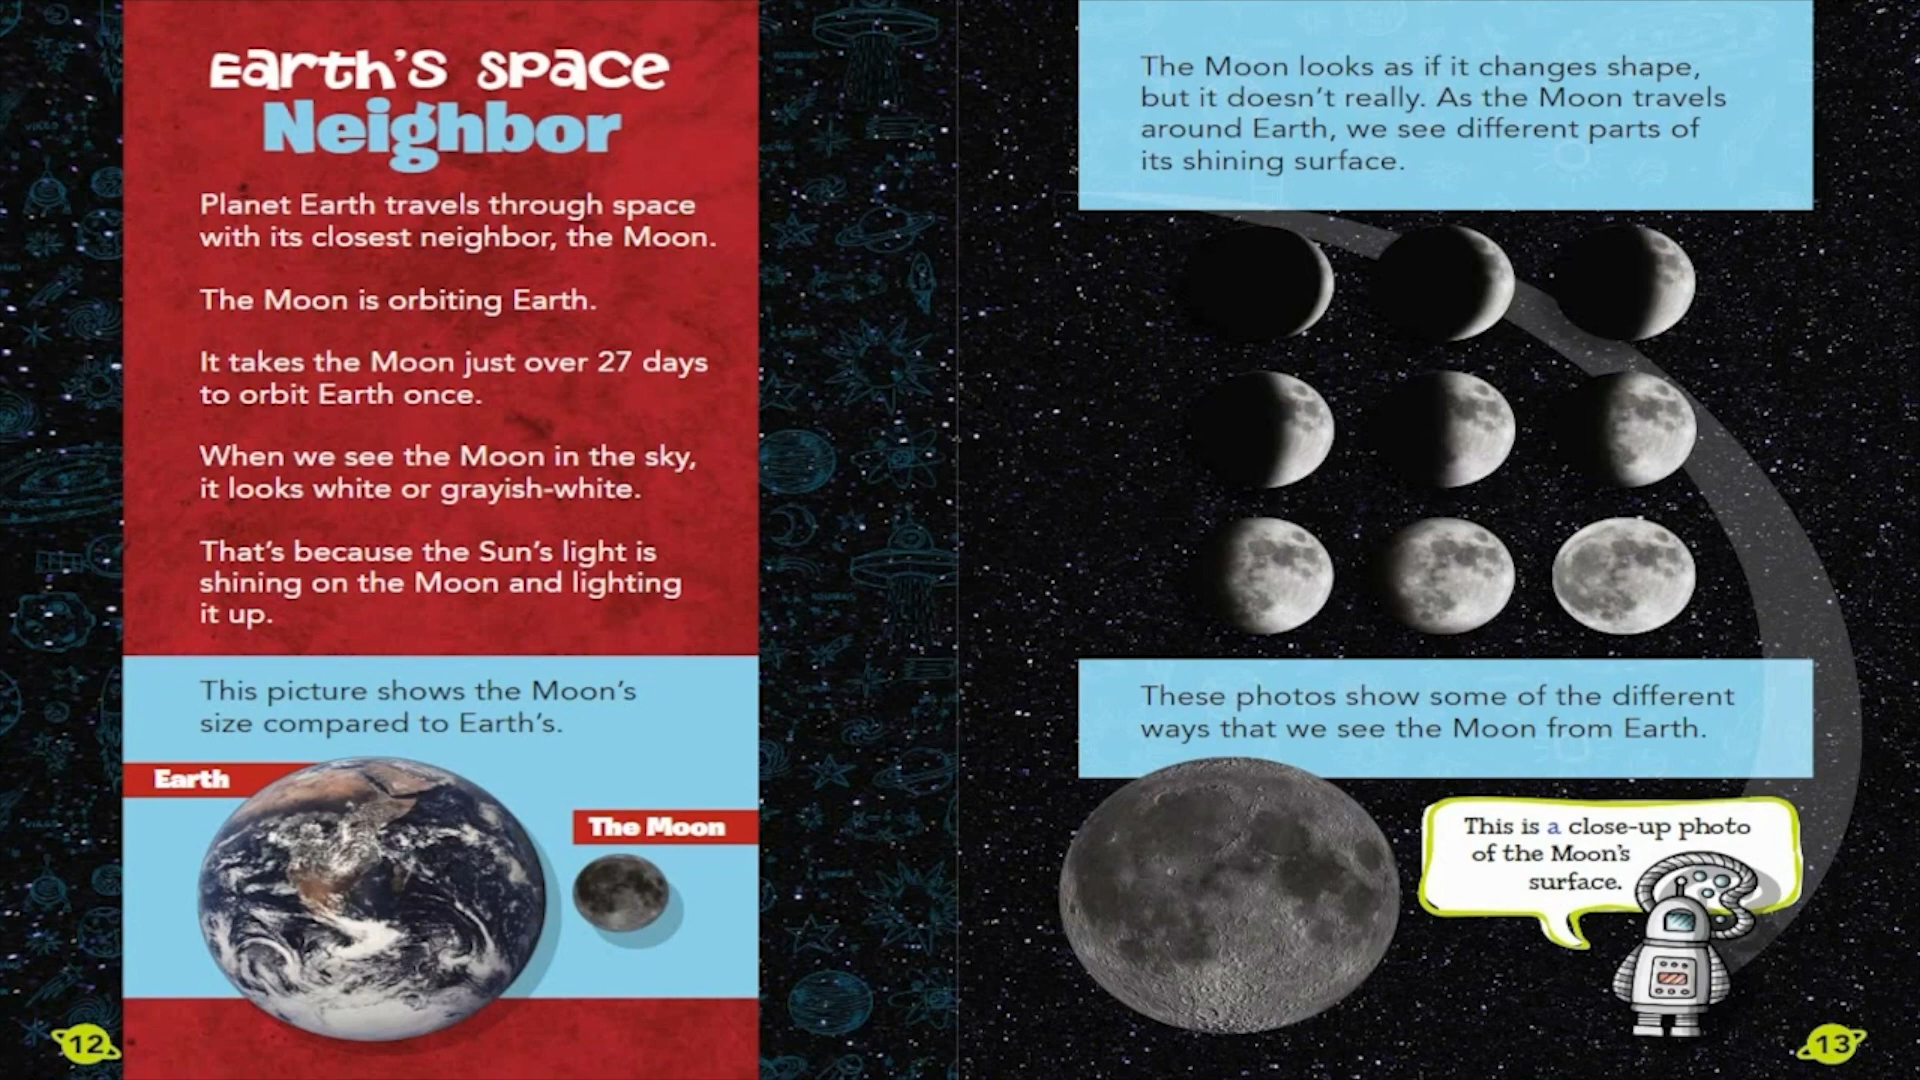 Earth's Space
Neighbor
Planet Earth travels through space
with its closest neighbor, the Moon.
The Moon is orbiting Earth.
It takes the Moon just over 27 days
to orbit Earth once.
When we see the Moon in the sky,
it looks white or grayish-white.
That's because the Sun's light is
shining on the Moon and lighting
it up.
This picture shows the Moon's
size compared to Earth's.
Earth
The Moon
12
The Moon looks as if it changes shape,
but it doesn't really. As the Moon travels
around Earth, we see different parts of
its shining surface.
These photos show some of the different
ways that we see the Moon from Earth.
This is a close-up photo
of the Moon's
surface.
13